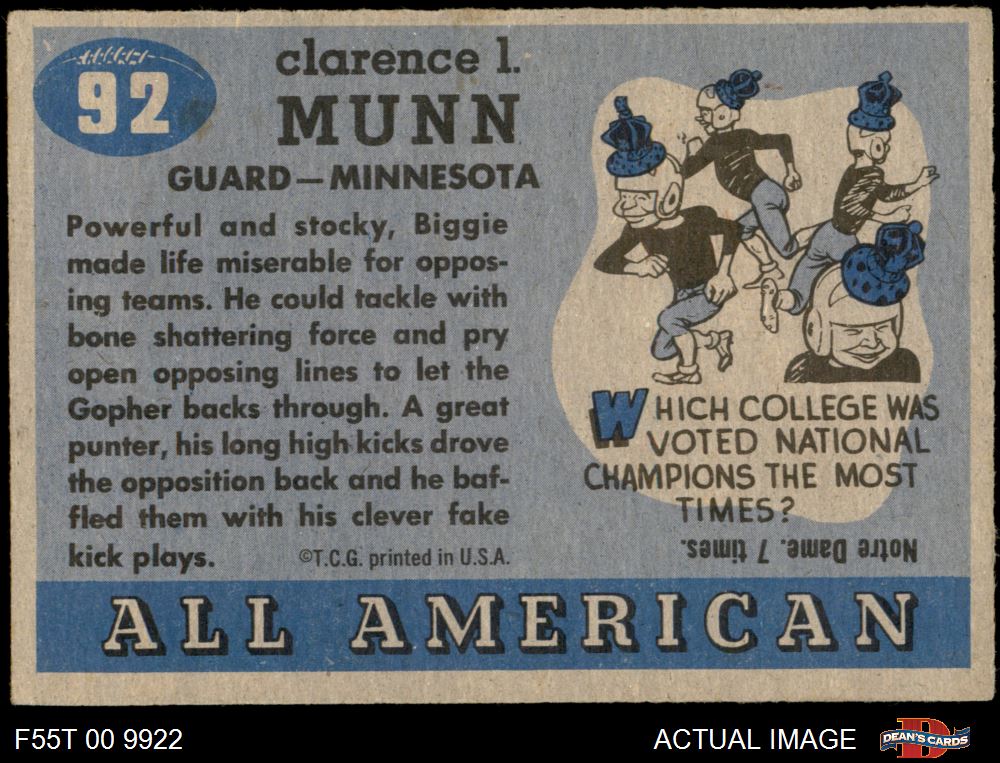 92
clarence l.
MUNN
GUARD—MINNESOTA
Powerful and stocky, Biggie
made life miserable for oppos-
ing teams. He could tackle with
bone shattering force and pry
open opposing lines to let the
Gopher backs through. A great
punter, his long high kicks drove
the opposition back and he baf-
fled them with his clever fake
kick plays.
©T.C.G. printed in U.S.A.
WHICH COLLEGE WAS
VOTED NATIONAL
CHAMPIONS THE MOST
TIMES?
Notre Dame. 7 times.
ALL AMERICAN
F55T 00 9922
ACTUAL IMAGE
D
DEAN'S CARDS